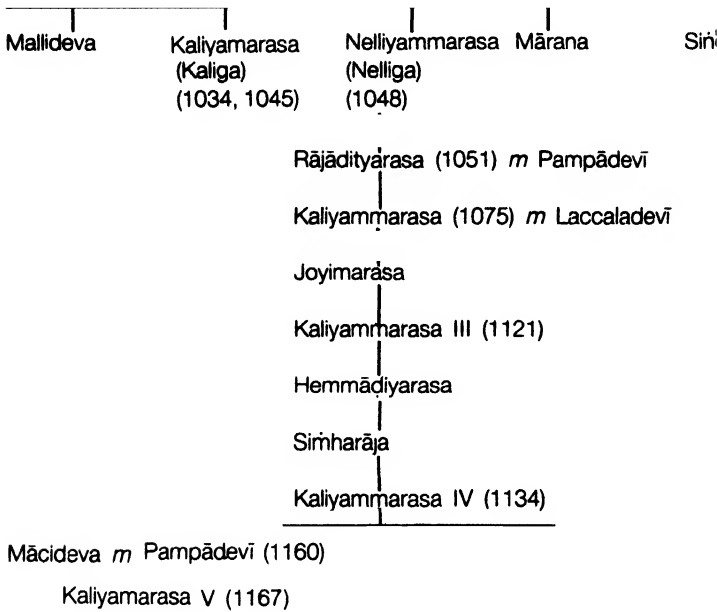 Mallideva Kaliyamarasa Nelliyammarasa Mārana
(Kaliga) (Nelliga)
(1034, 1045) (1048)
Rājādityarasa (1051) m Pampādevī
Kaliyammarasa (1075) m Laccaladevī
Joyimarasa
Kaliyammarasa III (1121)
Hemmāḍiyarasa
Siṁharāja
Kaliyammarasa IV (1134)
Mācideva m Pampādevī (1160)
Kaliyamarasa V (1167)